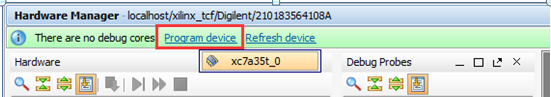 Hardware Manager - localhost/xilinx_tcf/Digilent/210183564108A
There are no debug cores. Program device Refresh device
Hardware
xc7a35t_0
Debug Probes